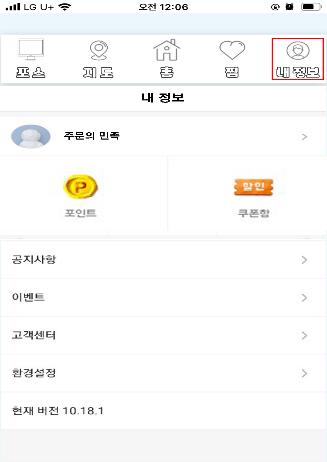 LG U+ 오전 12:06
포스 지도 홈 찜 내 정보
내 정보
주문의 민족
P 할인
포인트 쿠폰함
공지사항
이벤트
고객센터
환경설정
현재 버전 10.18.1